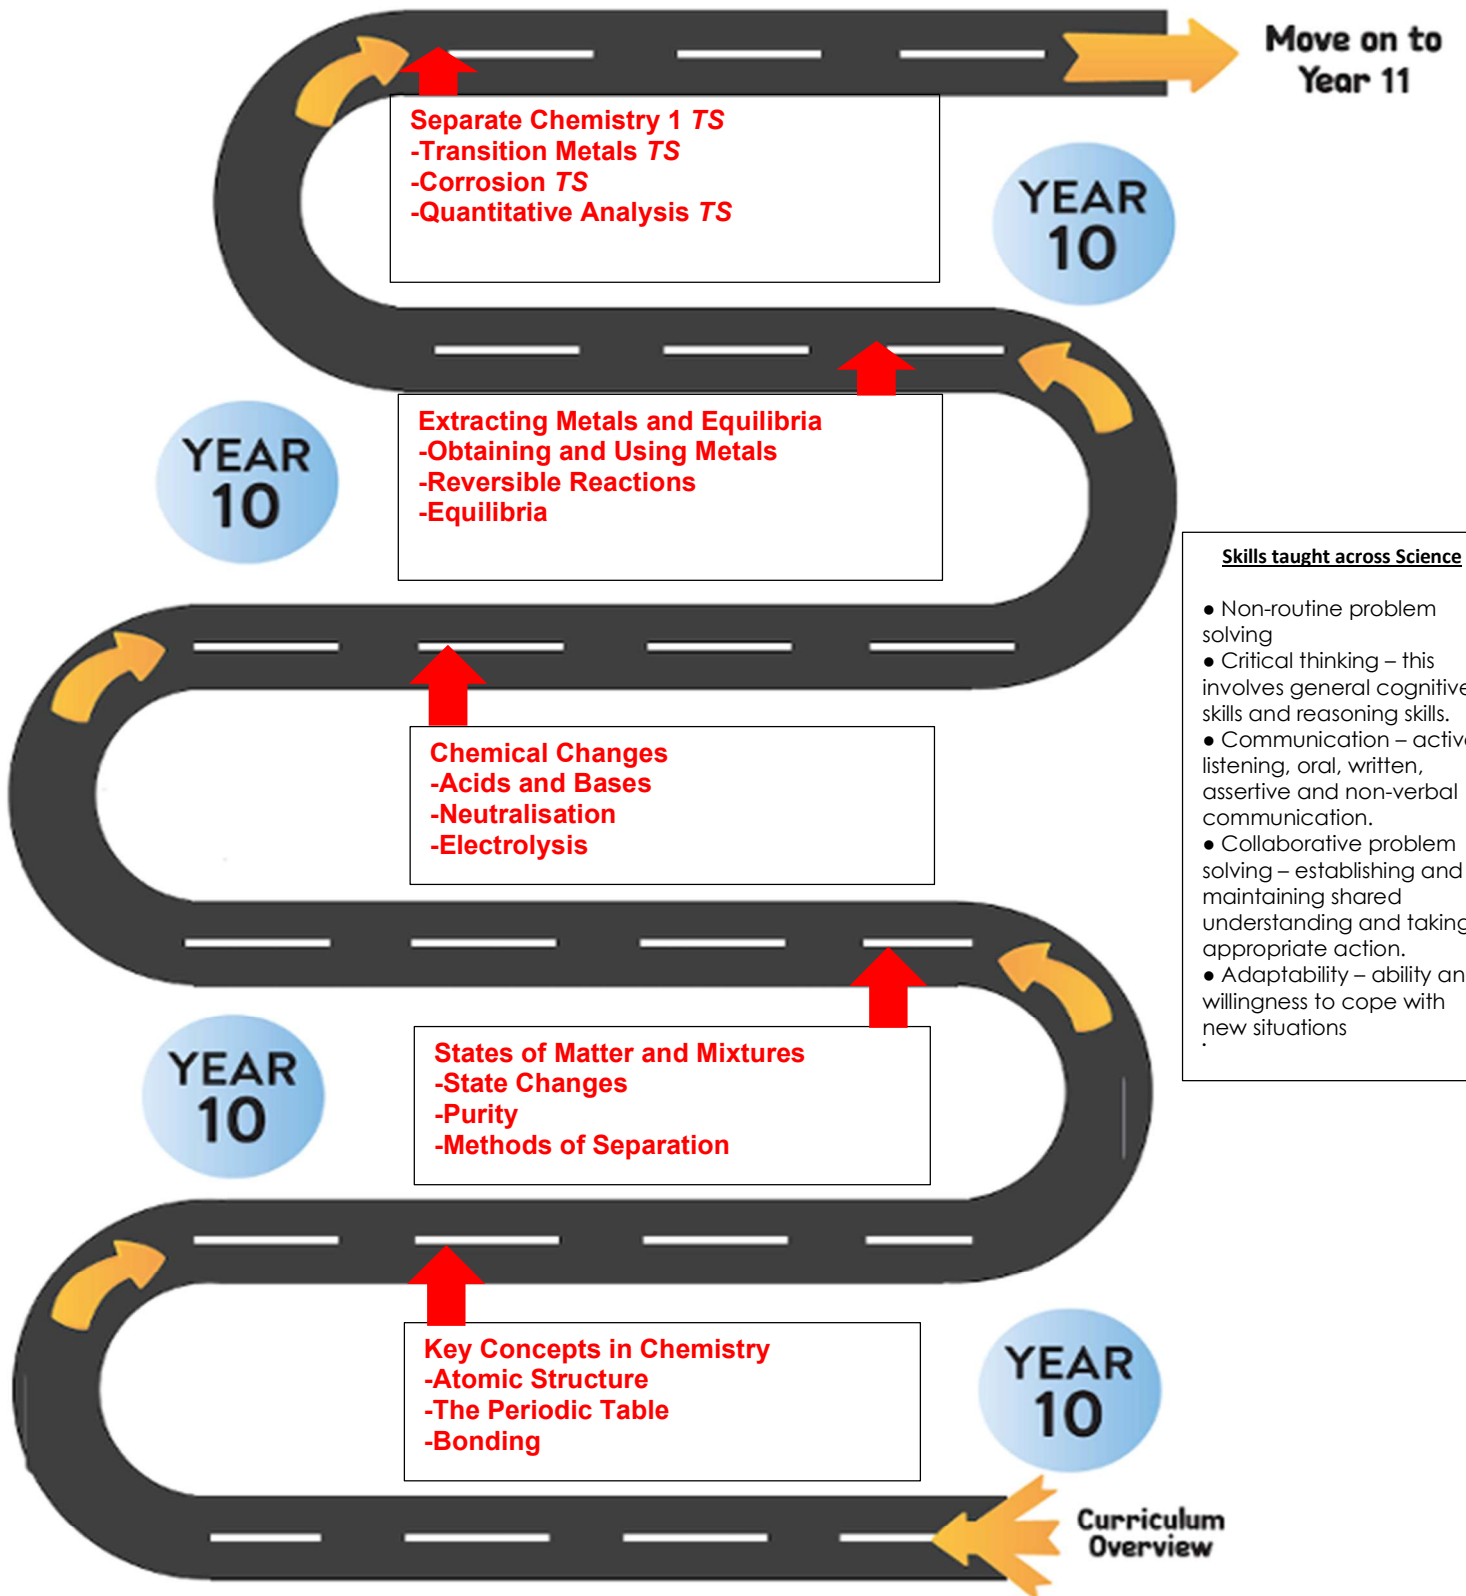 Move on to
Year 11
Separate Chemistry 1 TS
-Transition Metals TS
-Corrosion TS
-Quantitative Analysis TS
YEAR
10
Extracting Metals and Equilibria
-Obtaining and Using Metals
-Reversible Reactions
-Equilibria
YEAR
10
Skills taught across Science
● Non-routine problem
solving
● Critical thinking – this
involves general cognitive
skills and reasoning skills.
● Communication – active
listening, oral, written,
assertive and non-verbal
communication.
● Collaborative problem
solving – establishing and
maintaining shared
understanding and taking
appropriate action.
● Adaptability – ability an
willingness to cope with
new situations
.
Chemical Changes
-Acids and Bases
-Neutralisation
-Electrolysis
States of Matter and Mixtures
-State Changes
-Purity
-Methods of Separation
YEAR
10
Key Concepts in Chemistry
-Atomic Structure
-The Periodic Table
-Bonding
YEAR
10
Curriculum
Overview